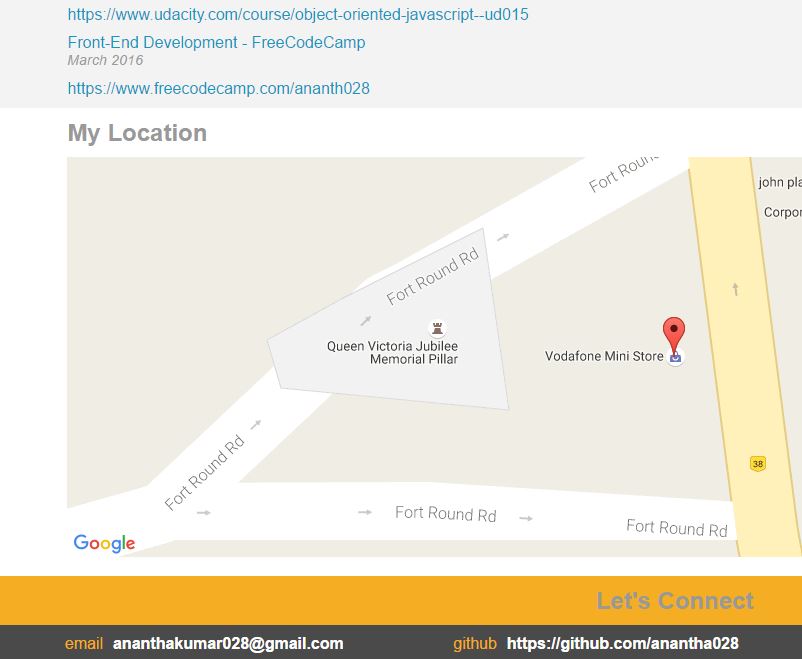 https://www.udacity.com/course/object-oriented-javascript--ud015
Front-End Development - FreeCodeCamp
March 2016
https://www.freecodecamp.com/ananth028
My Location
Fort Roun
john pla
Corpor
Fort Round Rd
Queen Victoria Jubilee
Memorial Pillar
Vodafone Mini Store
Fort Round Rd
38
Fort Round Rd
Fort Round Rd
Google
Let's Connect
email ananthakumar028@gmail.com github https://github.com/anantha028